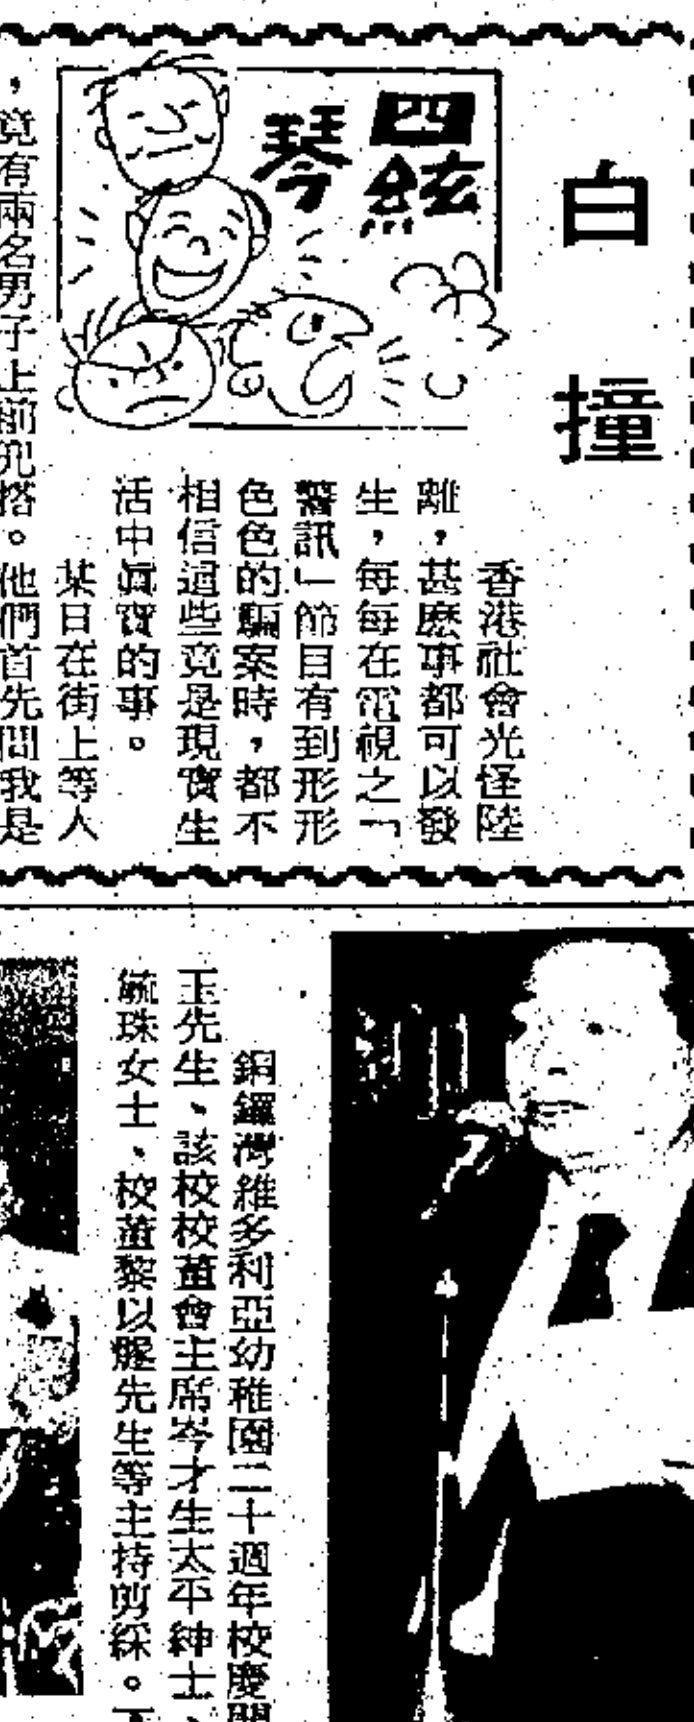 白撞
四絃
琴
香港社會光怪陸
離，甚麽事都可以發
生，每每在電視之「
警訊」節目有到形形
色色的騙案時，都不
相信這些竟是現實生
活中眞實的事。
某日在街上等人
，竟有兩名男子上前兜搭。他們首先問我是
銅鑼灣維多利亞幼稚園二十週年校慶開
玉先生、該校校董會主席岑才生太平紳士、
毓珠女士、校董黎以
先生等主持剪綵。